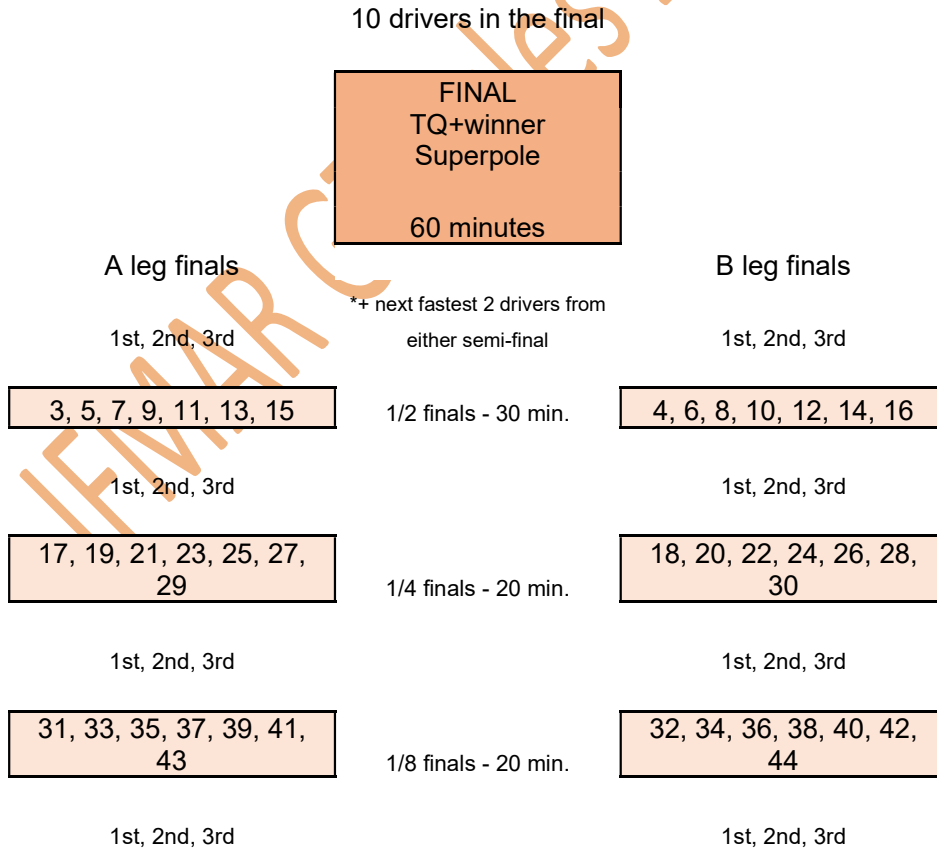 10 drivers in the final
FINAL
TQ+winner
Superpole
60 minutes
A leg finals
B leg finals
*+ next fastest 2 drivers from
either semi-final
1st, 2nd, 3rd
1st, 2nd, 3rd
3, 5, 7, 9, 11, 13, 15
1/2 finals - 30 min.
4, 6, 8, 10, 12, 14, 16
1st, 2nd, 3rd
1st, 2nd, 3rd
17, 19, 21, 23, 25, 27,
29
1/4 finals - 20 min.
18, 20, 22, 24, 26, 28,
30
1st, 2nd, 3rd
1st, 2nd, 3rd
31, 33, 35, 37, 39, 41,
43
1/8 finals - 20 min.
32, 34, 36, 38, 40, 42,
44
1st, 2nd, 3rd
1st, 2nd, 3rd
IFMAR